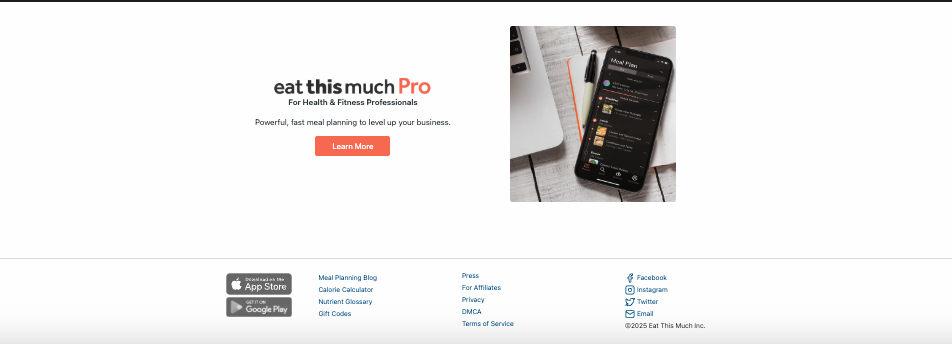 eat this much Pro
For Health & Fitness Professionals
Powerful, fast meal planning to level up your business.
Learn More
Meal Plan
Download on the
App Store
GET IT ON
Google Play
Meal Planning Blog
Calorie Calculator
Nutrient Glossary
Gift Codes
Press
For Affiliates
Privacy
DMCA
Terms of Service
Facebook
Instagram
Twitter
Email
©2025 Eat This Much Inc.